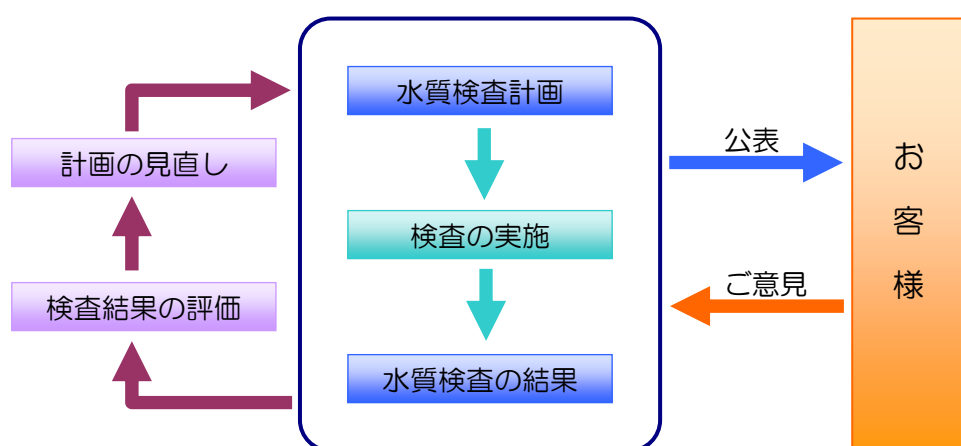 水質検査計画
検査の実施
水質検査の結果
検査結果の評価
計画の見直し
公表
ご意見
お客様